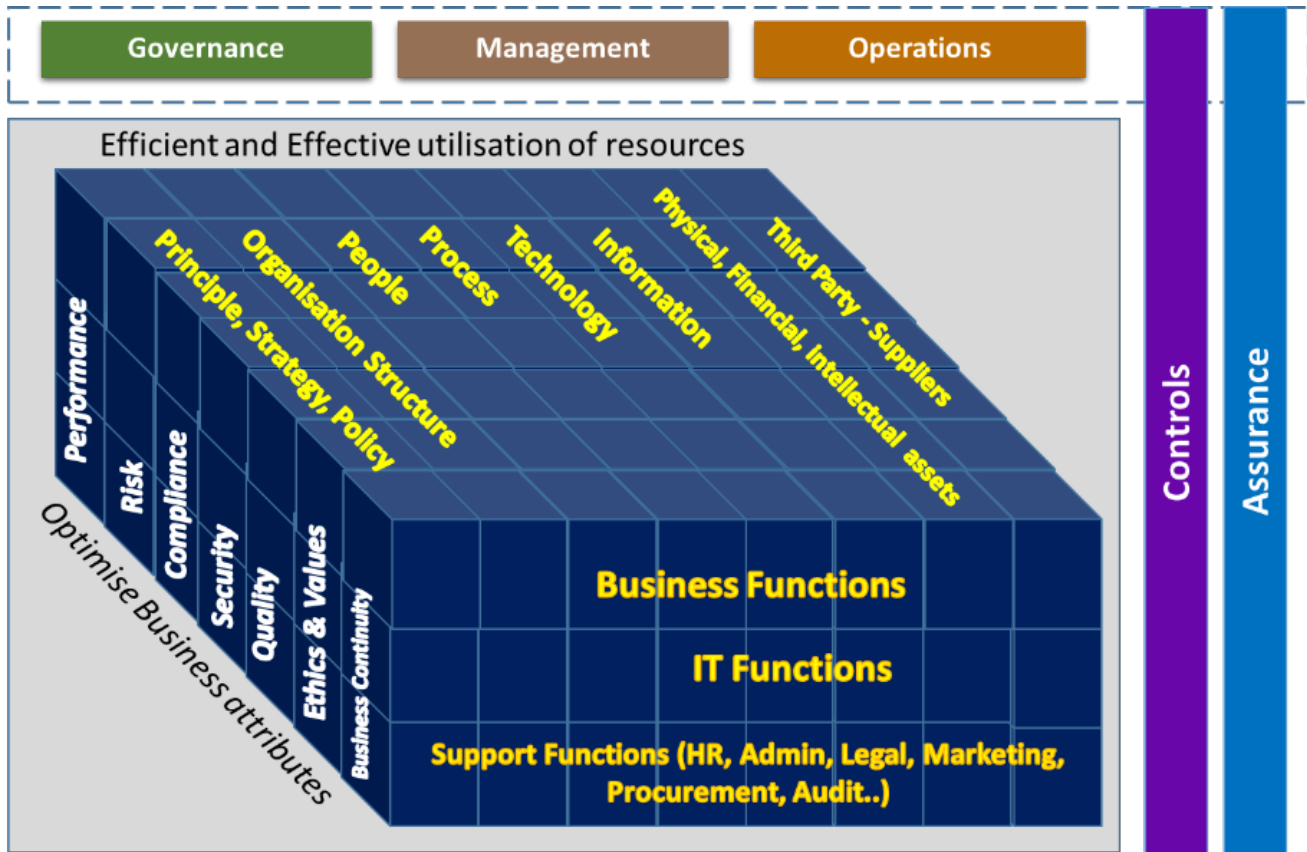 Governance
Management
Operations
Efficient and Effective utilisation of resources
Principle, Strategy, Policy
Organisation Structure
People
Process
Technology
Information
Physical, Financial, Intellectual assets
Third Party - Suppliers
Performance
Risk
Compliance
Security
Quality
Ethics & Values
Business Continuity
Optimise Business attributes
Business Functions
IT Functions
Support Functions (HR, Admin, Legal, Marketing,
Procurement, Audit..)
Controls
Assurance